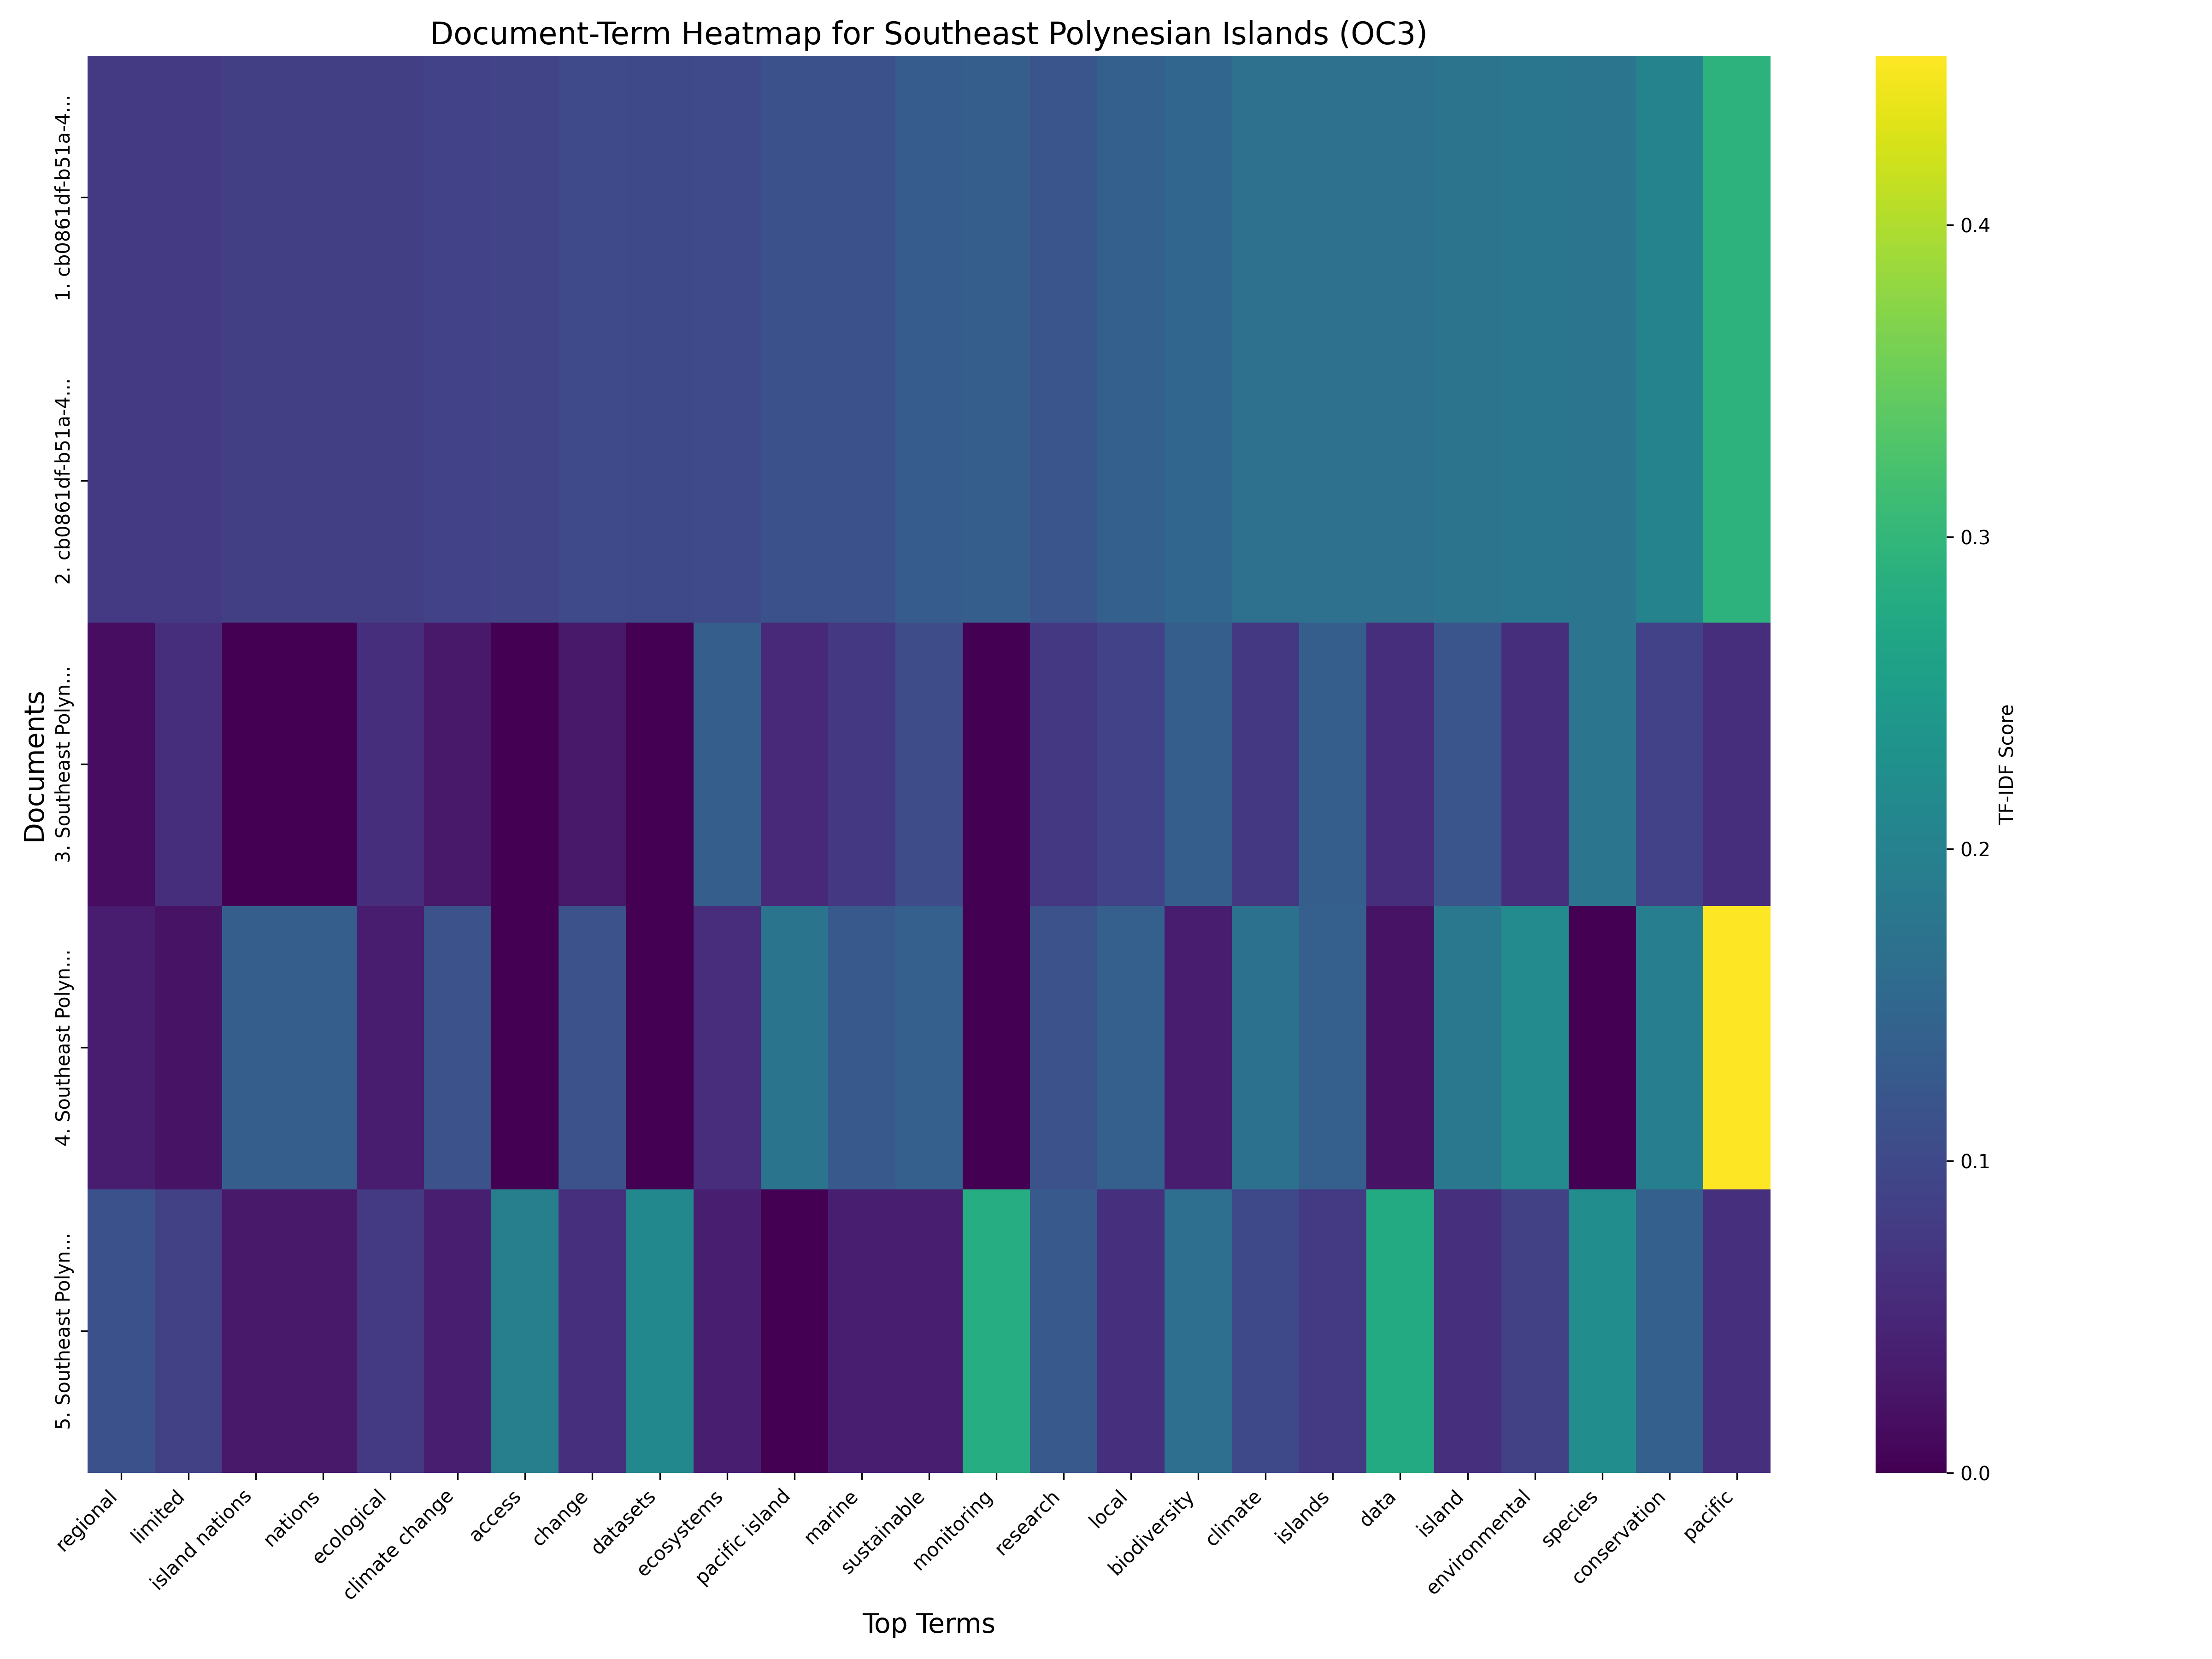 Document-Term Heatmap for Southeast Polynesian Islands (OC3)
Documents
1. cb0861df-b51a-4...
2. cb0861df-b51a-4...
3. Southeast Polyn...
4. Southeast Polyn...
5. Southeast Polyn...
regional
limited
island nations
nations
ecological
climate change
access
change
datasets
ecosystems
pacific island
marine
sustainable
monitoring
research
local
biodiversity
climate
islands
data
island
environmental
species
conservation
pacific
Top Terms
0.4
0.3
0.2
0.1
0.0
TF-IDF Score